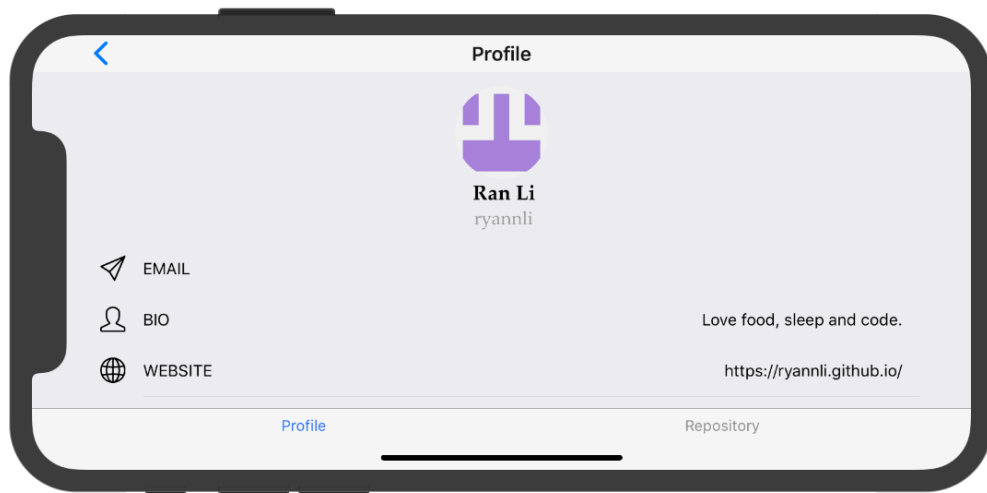 Profile
Ran Li
ryannli
EMAIL
BIO Love food, sleep and code.
WEBSITE https://ryannli.github.io/
Profile Repository